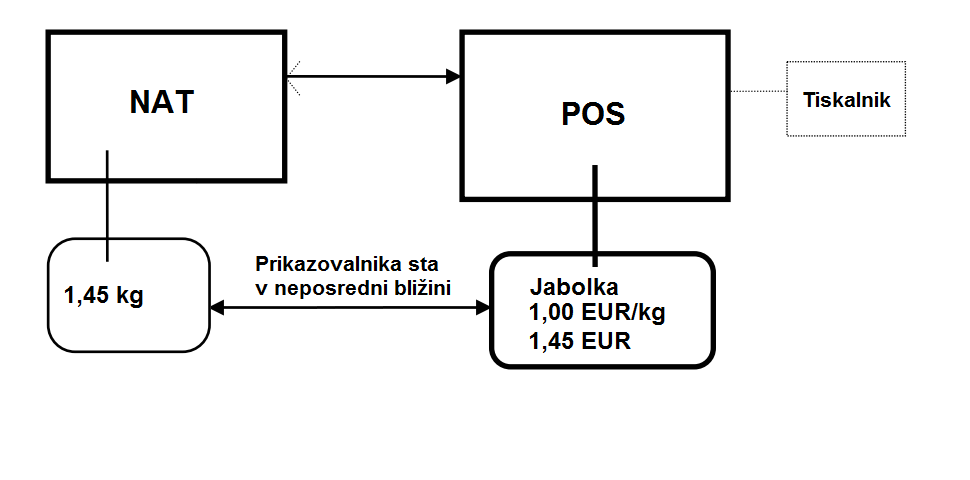 NAT
POS
Tiskalnik
Prikazovalnika sta
v neposredni bližini
1,45 kg
Jabolka
1,00 EUR/kg
1,45 EUR